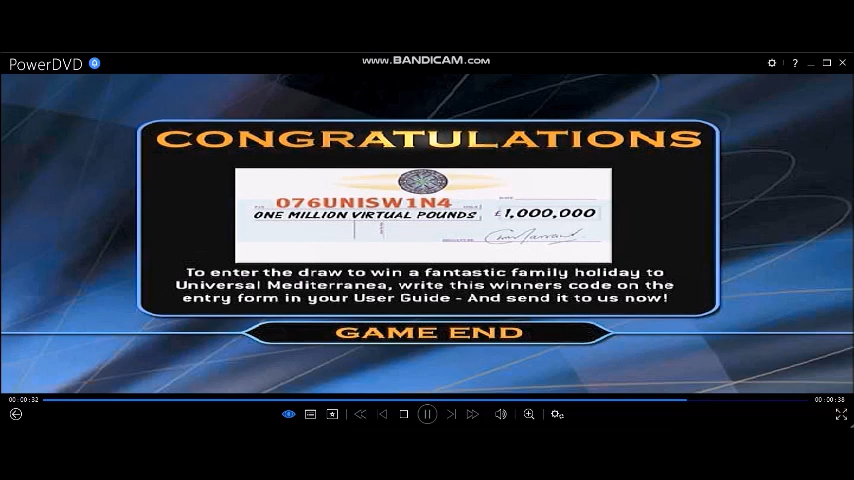 www.BANDICAM.com
PowerDVD
CONGRATULATIONS
076UNISW1N4
ONE MILLION VIRTUAL POUNDS £1,000,000
To enter the draw to win a fantastic family holiday to
Universal Mediterranea, write this winners code on the
entry form in your User Guide - And send it to us now!
GAME END
00:00:32
00:00:38